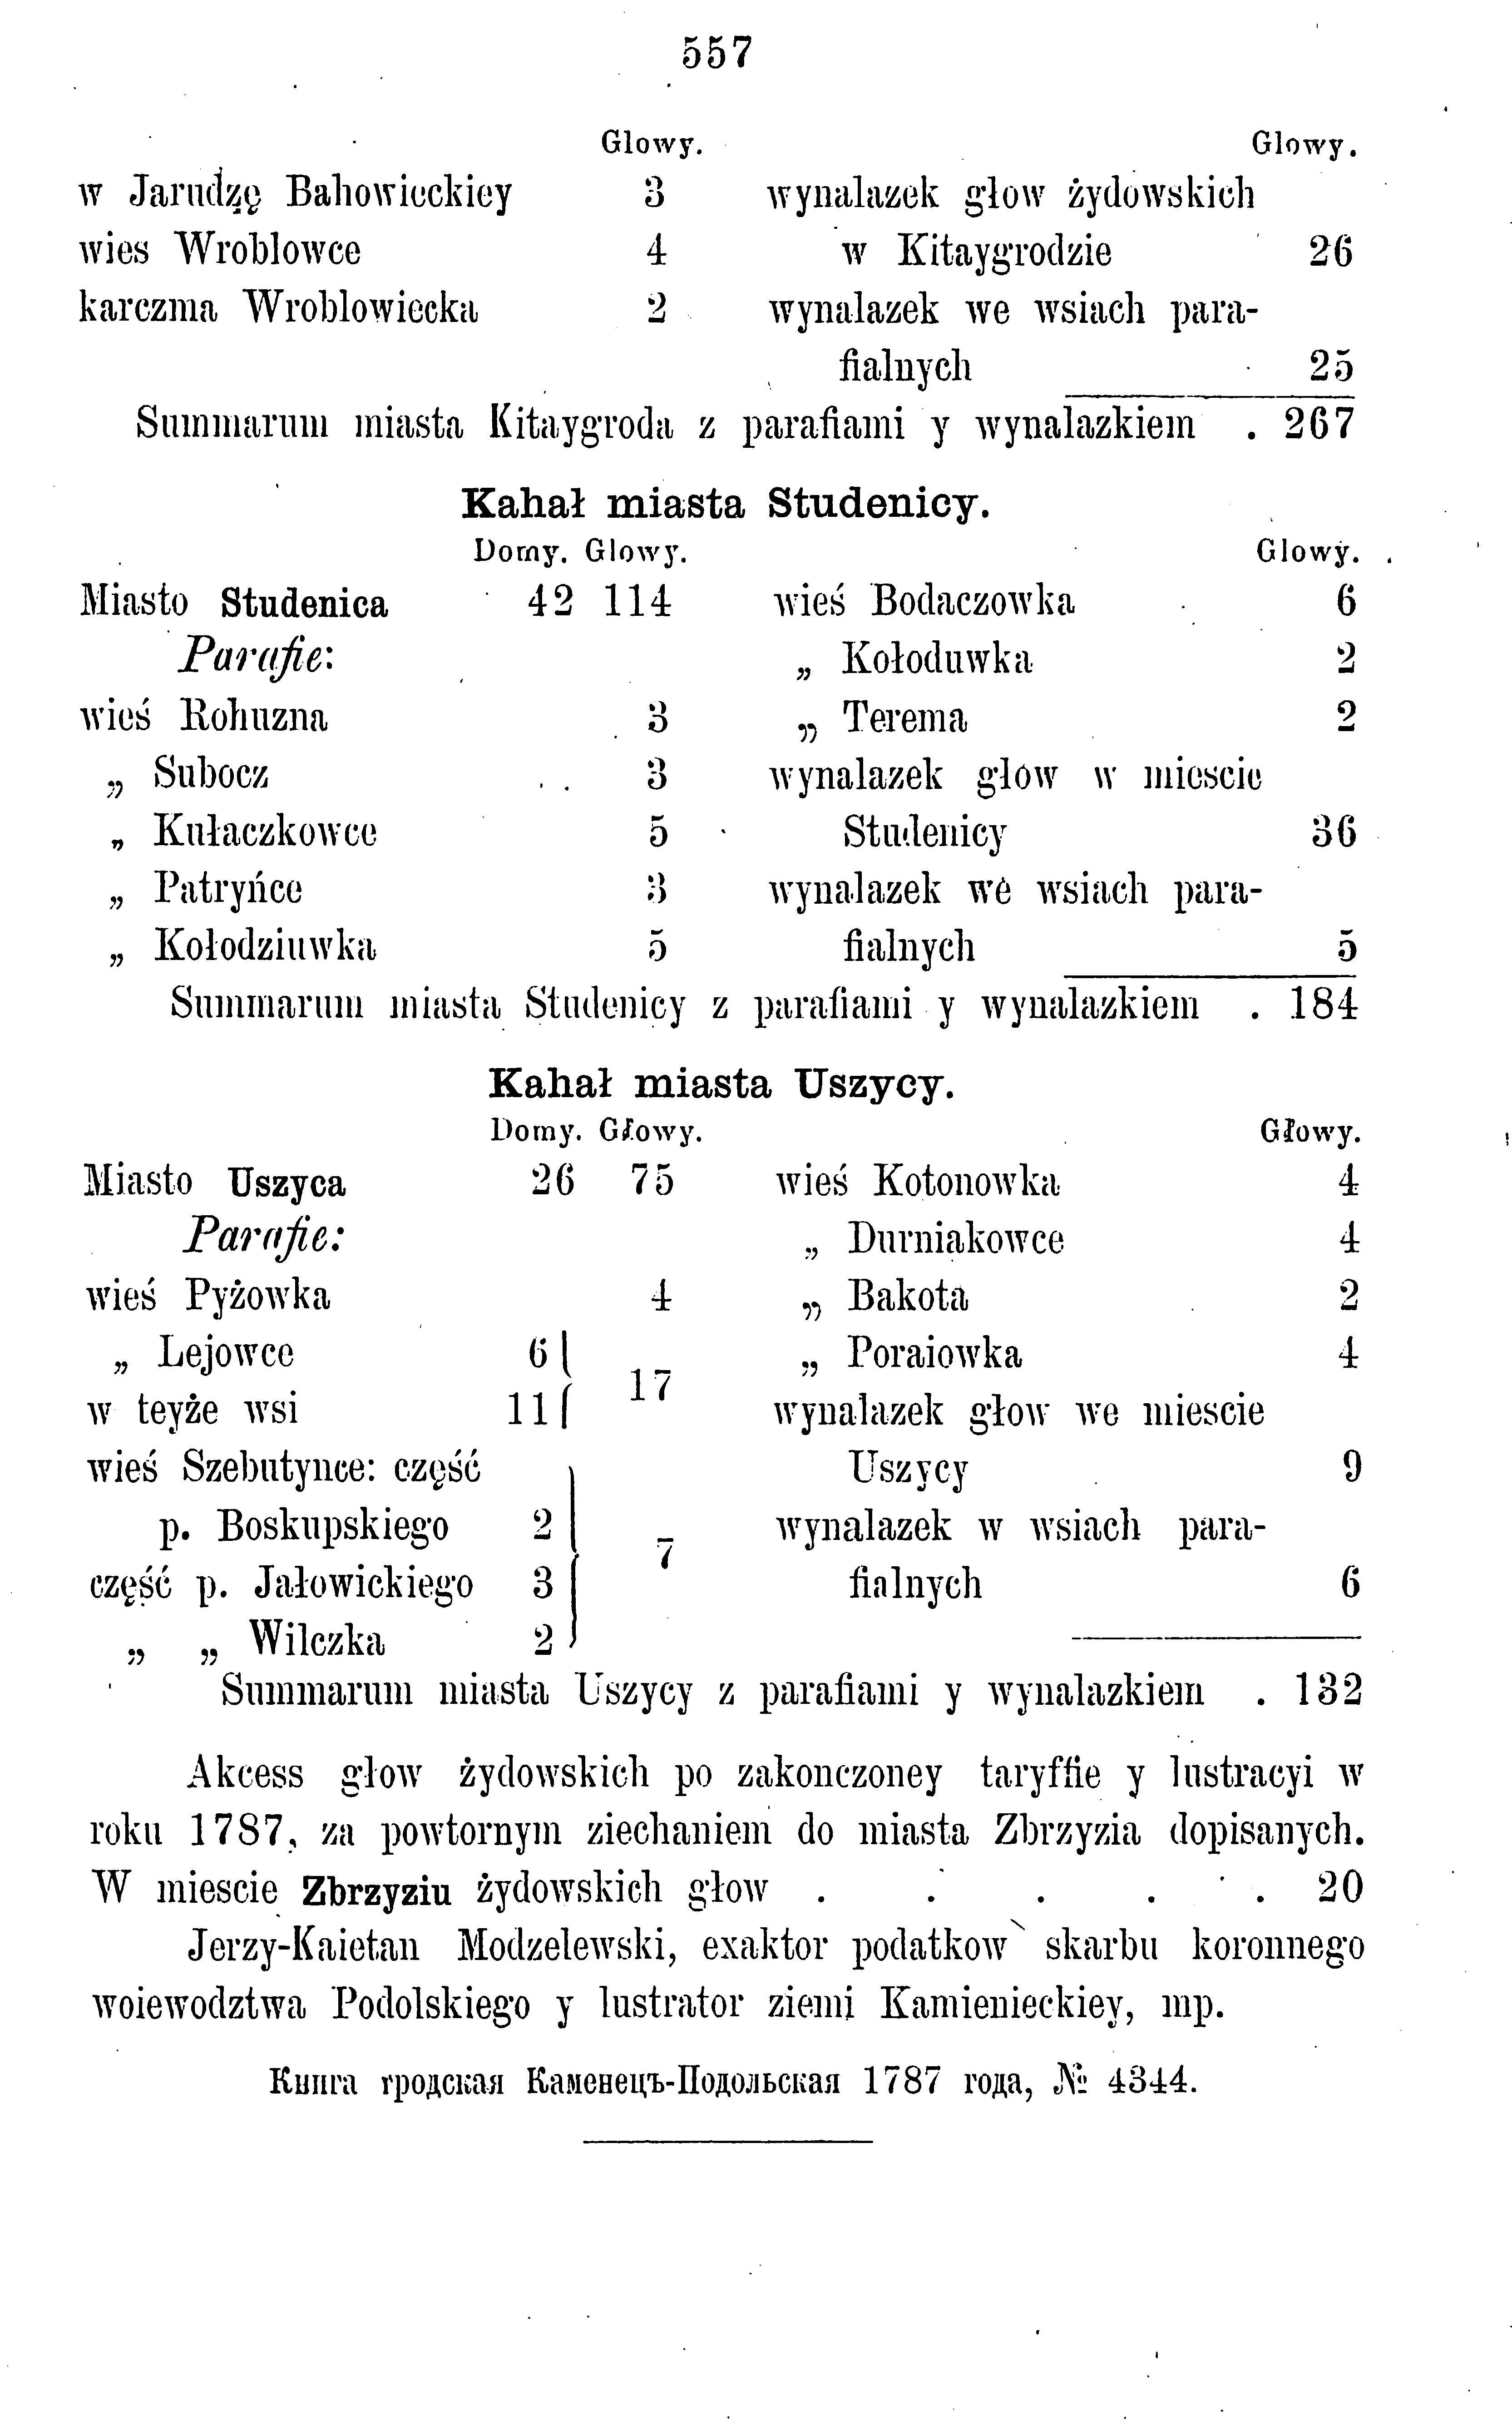 557
Glowy.
w Jarudzę Bahowieckiey 3
wies Wroblowce 4
karczma Wroblowiecka 2
Glowy.
wynalazek głow żydowskich
w Kitaygrodzie 26
wynalazek we wsiach para-
fialnych 25
Summarum miasta Kitaygroda z parafiami y wynalazkiem . 267
Kahał miasta Studenicy.
Domy. Glowy.
Miasto Studenica 42 114
Parafie:
wieś Rohuzna 3
„ Subocz . . 3
„ Kułaczkowce 5
„ Patryńce 3
„ Kołodziuwka 5
Glowy.
wieś Bodaczowka 6
„ Kołoduwka 2
„ Terema 2
wynalazek głow w miescie
Studenicy 36
wynalazek we wsiach para-
fialnych 5
Summarum miasta Studenicy z parafiami y wynalazkiem . 184
Kahał miasta Uszycy.
Domy. Głowy.
Miasto Uszyca 26 75
Parafie:
wieś Pyżowka 4
„ Lejowce 6
17
w teyże wsi 11
wieś Szebutynce: część
p. Boskupskiego 2
7
część p. Jałowickiego 3
„ „ Wilczka 2
Głowy.
wieś Kotonowka 4
„ Durniakowce 4
„ Bakota 2
„ Poraiowka 4
wynalazek głow we miescie
Uszycy 9
wynalazek w wsiach para-
fialnych 6
Summarum miasta Uszycy z parafiami y wynalazkiem . 132
Akcess głow żydowskich po zakonczoney taryffie y lustracyi w
roku 1787, za powtornym ziechaniem do miasta Zbrzyzia dopisanych.
W miescie Zbrzyziu żydowskich głow . . . . . 20
Jerzy-Kaietan Modzelewski, exaktor podatkow skarbu koronnego
woiewodztwa Podolskiego y lustrator ziemi Kamienieckiey, mp.
Книга гродская Каменецъ-Подольская 1787 года, № 4344.